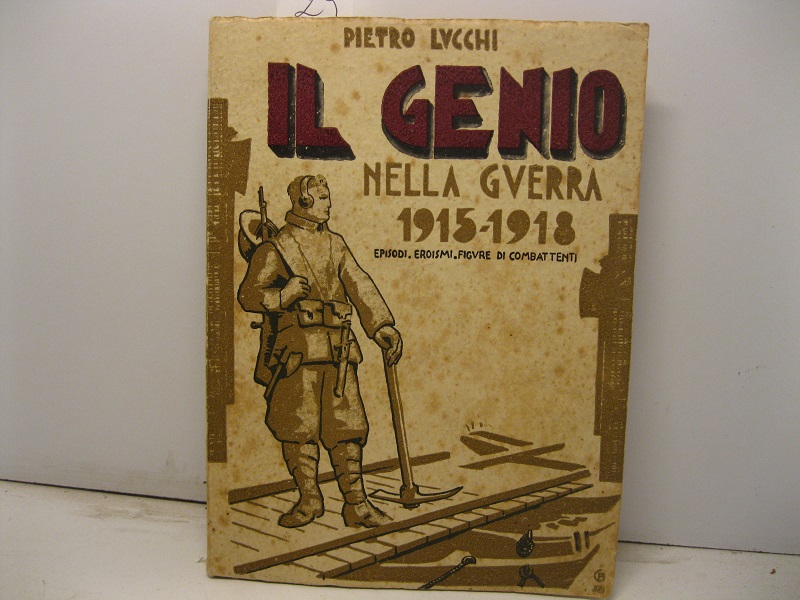 PIETRO LVCCHI
IL GENIO
NELLA GVERRA
1915-1918
EPISODI. EROISMI. FIGVRE DI COMBATTENTI